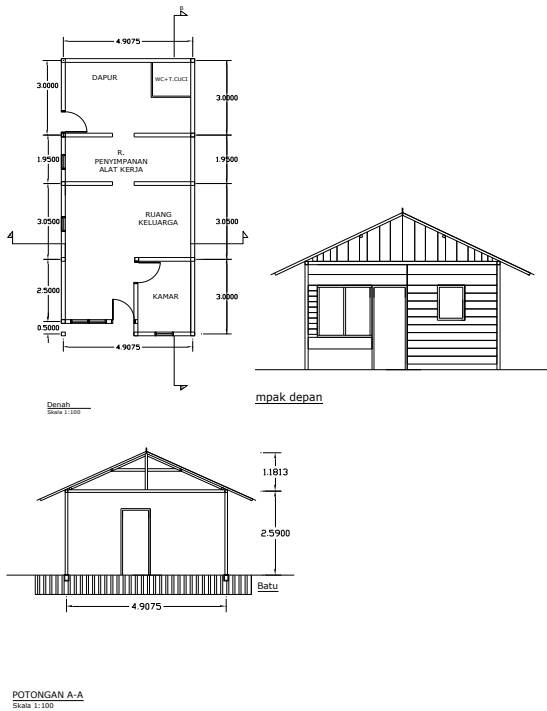 B
4.9075
DAPUR
WC+T.CUCI
3.0000
3.0000
R.
PENYIMPANAN
ALAT KERJA
1.9500
1.9500
RUANG
KELUARGA
3.0500
3.0500
KAMAR
2.5000
3.0000
0.5000
4.9075
Denah
Skala 1:100
mpak depan
1.1813
2.5900
Batu
4.9075
POTONGAN A-A
Skala 1:100